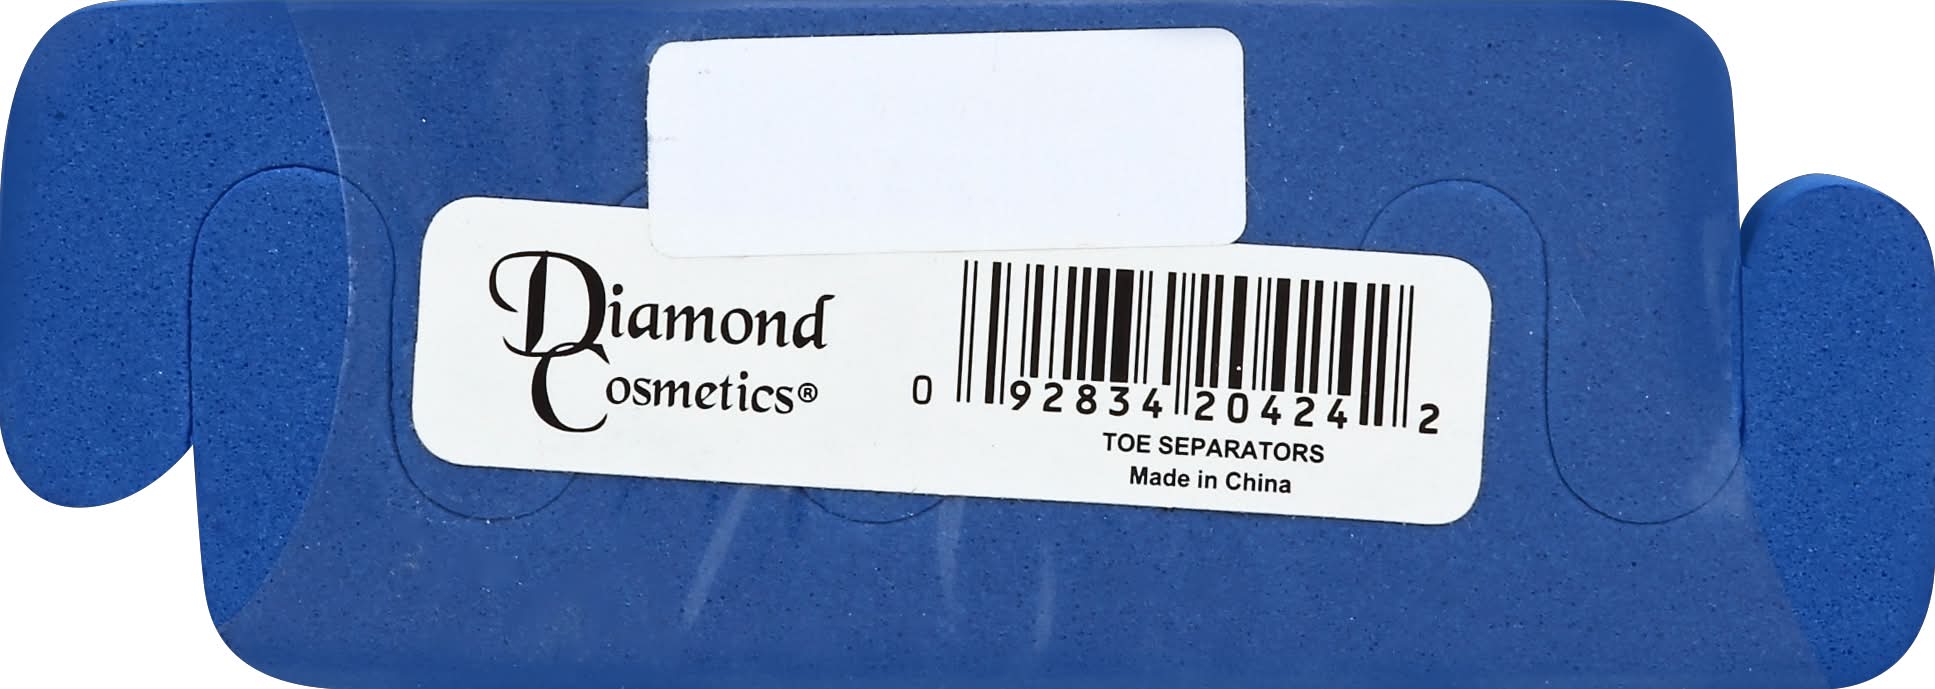 Diamond
Cosmetics®
0 92834 20424 2
TOE SEPARATORS
Made in China